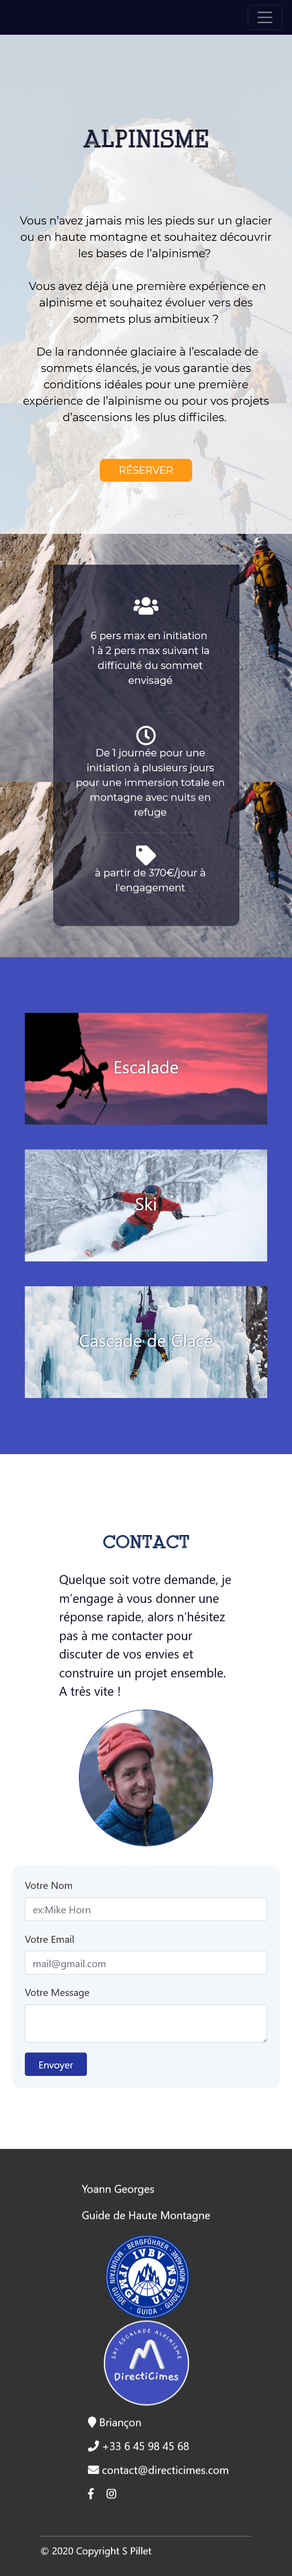 ALPINISME
Vous n’avez jamais mis les pieds sur un glacier
ou en haute montagne et souhaitez découvrir
les bases de l’alpinisme?
Vous avez déjà une première expérience en
alpinisme et souhaitez évoluer vers des
sommets plus ambitieux ?
De la randonnée glaciaire à l’escalade de
sommets élancés, je vous garantie des
conditions idéales pour une première
expérience de l’alpinisme ou pour vos projets
d’ascensions les plus difficiles.
RÉSERVER
6 pers max en initiation
1 à 2 pers max suivant la
difficulté du sommet
envisagé
De 1 journée pour une
initiation à plusieurs jours
pour une immersion totale en
montagne avec nuits en
refuge
à partir de 370€/jour à
l'engagement
Escalade
Ski
Cascade de Glace
CONTACT
Quelque soit votre demande, je
m’engage à vous donner une
réponse rapide, alors n’hésitez
pas à me contacter pour
discuter de vos envies et
construire un projet ensemble.
A très vite !
Votre Nom
ex:Mike Horn
Votre Email
mail@gmail.com
Votre Message
Envoyer
Yoann Georges
Guide de Haute Montagne
IVBV
UIAGM
IFMGA
BERGFÜHRER
GUIDA
SKI ESCALADE ALPINISME
DirectiCimes
Briançon
+33 6 45 98 45 68
contact@directicimes.com
© 2020 Copyright S Pillet